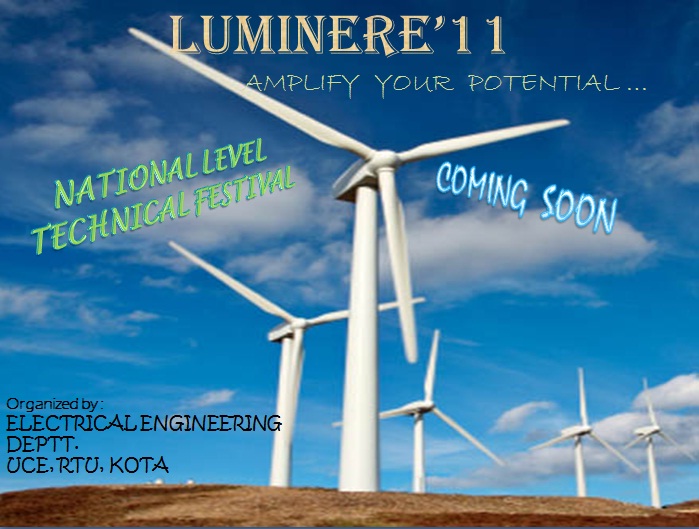 LUMINERE'11
AMPLIFY YOUR POTENTIAL...
NATIONAL LEVEL
TECHNICAL FESTIVAL
COMING SOON
Organized by :
ELECTRICAL ENGINEERING
DEPTT.
UCE, RTU, KOTA